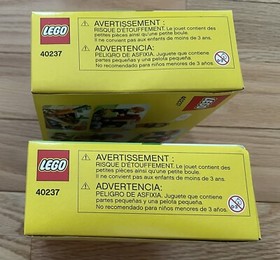 LEGO
40237
AVERTISSEMENT :
RISQUE D'ÉTOUFFEMENT. Le jouet contient des
petites pièces ainsi qu'une petite boule.
Il ne convient pas aux enfants de moins de 3 ans.
ADVERTENCIA:
PELIGRO DE ASFIXIA. Juguete que contiene
partes pequeñas y una pelota pequeña.
No recomendado para niños menores de 3 años.
40237
LEGO
40237
AVERTISSEMENT :
RISQUE D'ÉTOUFFEMENT. Le jouet contient des
petites pièces ainsi qu'une petite boule.
Il ne convient pas aux enfants de moins de 3 ans.
ADVERTENCIA:
PELIGRO DE ASFIXIA. Juguete que contiene
partes pequeñas y una pelota pequeña.
No recomendado para niños menores de 3 años.